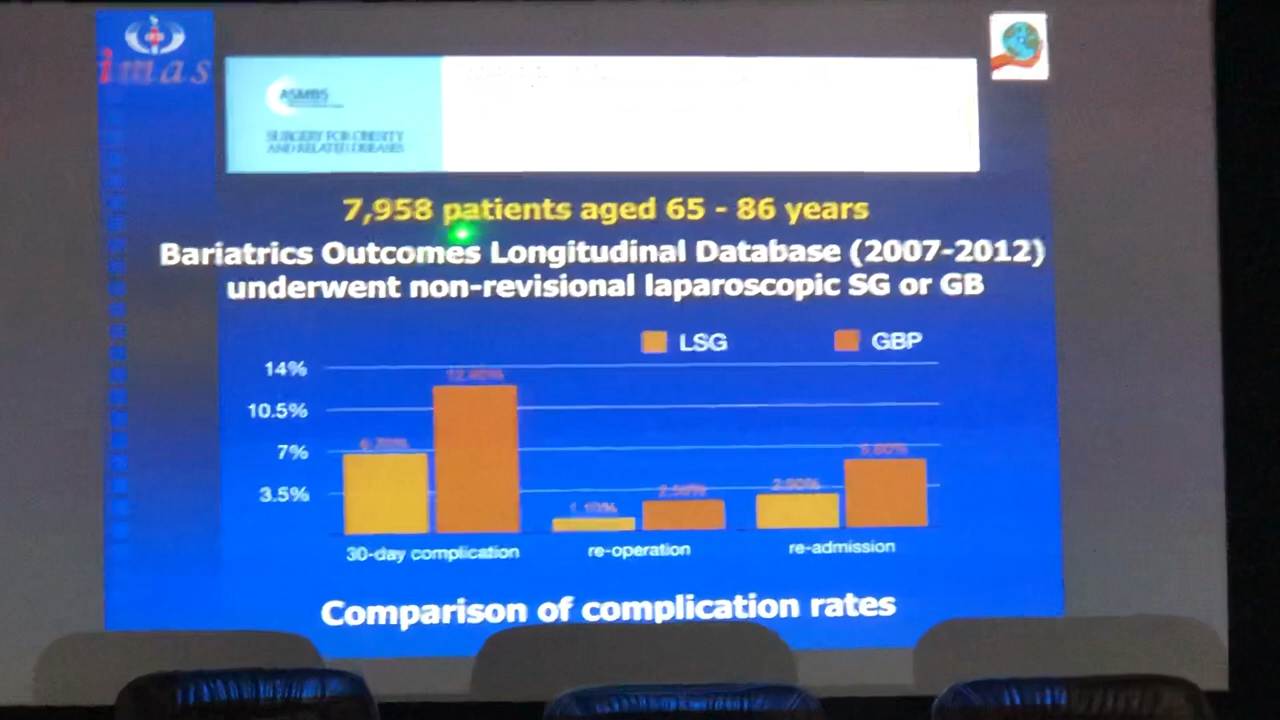 imas
ASMBS
SURGERY FOR OBESITY
AND RELATED DISEASES
7,958 patients aged 65 - 86 years
Bariatrics Outcomes Longitudinal Database (2007-2012)
underwent non-revisional laparoscopic SG or GB
LSG GBP
14%
10.5%
7%
3.5%
5.80%
30-day complication re-operation re-admission
Comparison of complication rates